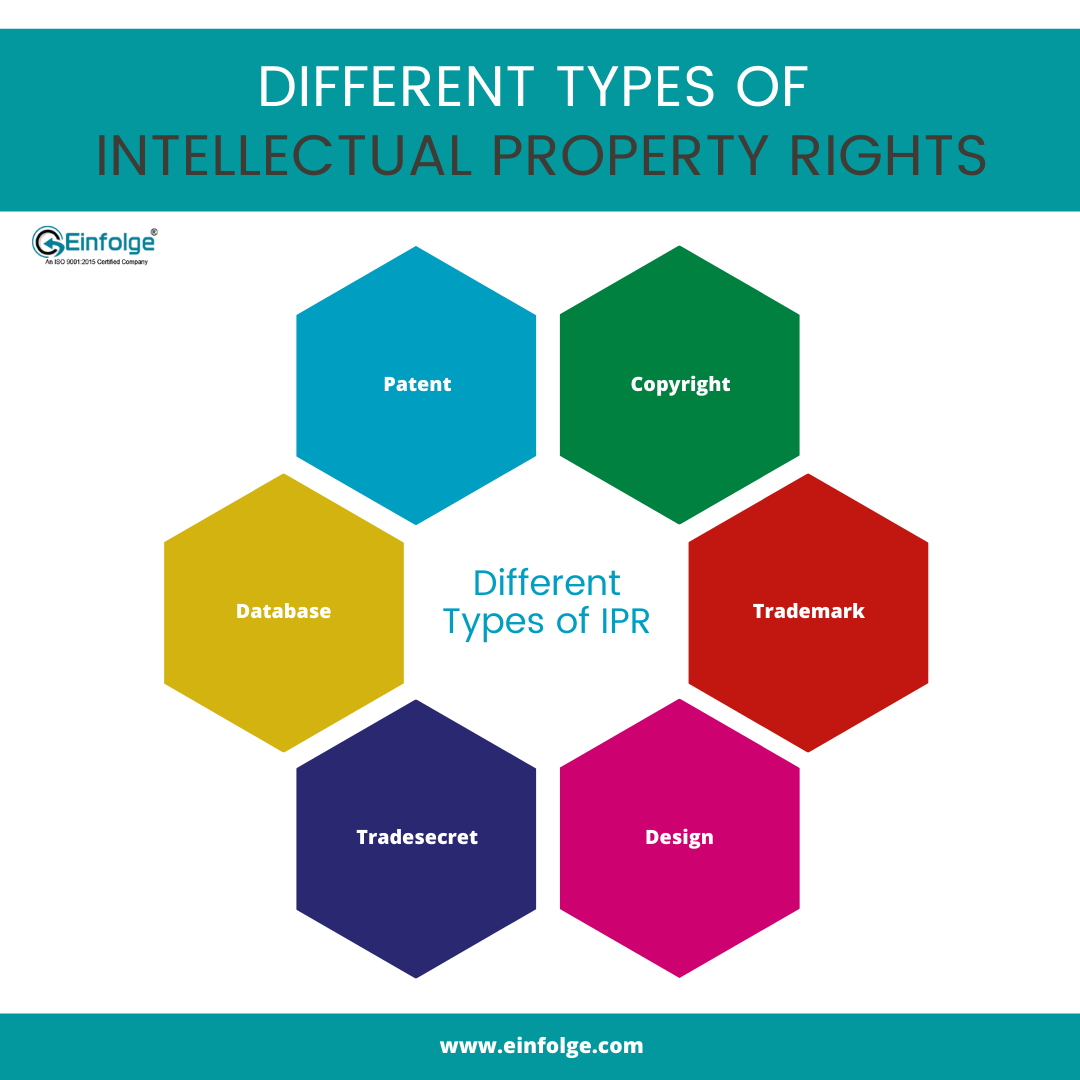 DIFFERENT TYPES OF
INTELLECTUAL PROPERTY RIGHTS
Einfolge®
An ISO 9001:2015 Certified Company
Patent
Copyright
Database
Different
Types of IPR
Trademark
Tradesecret
Design
www.einfolge.com